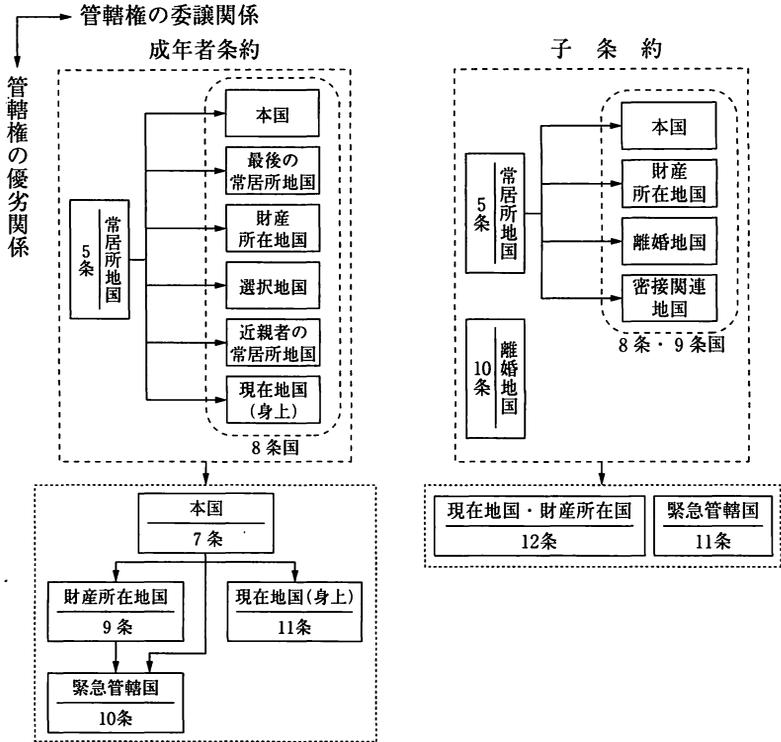 管轄権の委譲関係
管轄権の優劣関係
成年者条約
常居所地国
5条
本国
最後の
常居所地国
財産
所在地国
選択地国
近親者の
常居所地国
現在地国
(身上)
8条国
本国
7条
財産所在地国
9条
現在地国(身上)
11条
緊急管轄国
10条
子条約
常居所地国
5条
本国
財産
所在地国
離婚地国
密接関連
地国
8条・9条国
離婚地国
10条
現在地国・財産所在国
12条
緊急管轄国
11条